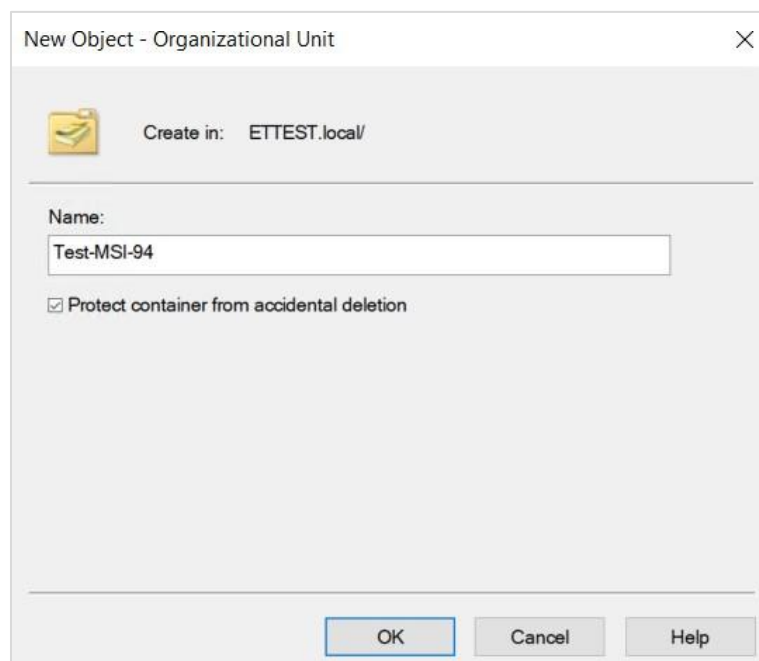 New Object - Organizational Unit
Create in: ETTEST.local/
Name:
Test-MSI-94
Protect container from accidental deletion
OK Cancel Help